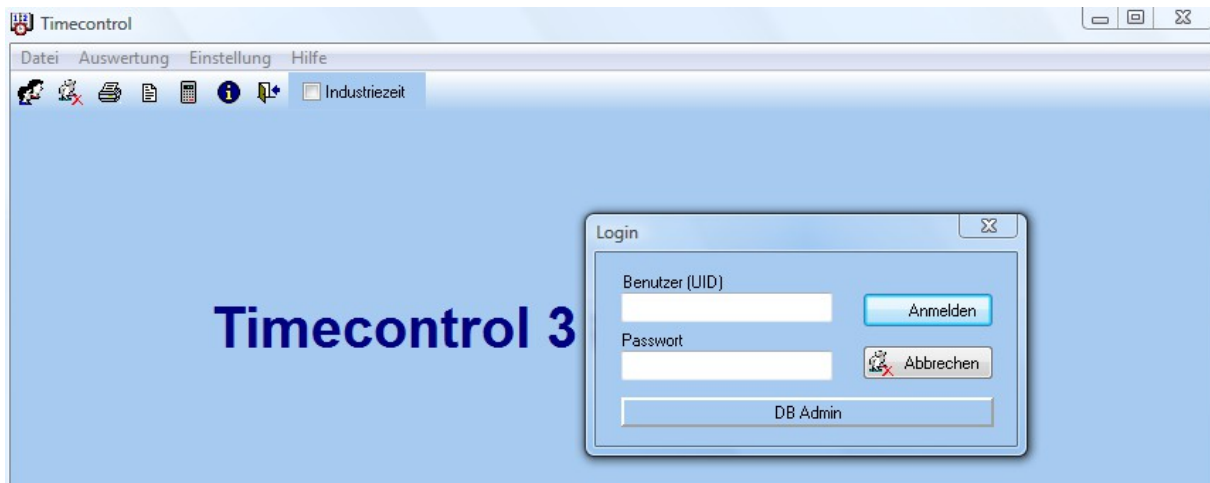 Timecontrol
Datei Auswertung Einstellung Hilfe
Industriezeit
Timecontrol 3
Login
Benutzer (UID)
Anmelden
Passwort
Abbrechen
DB Admin